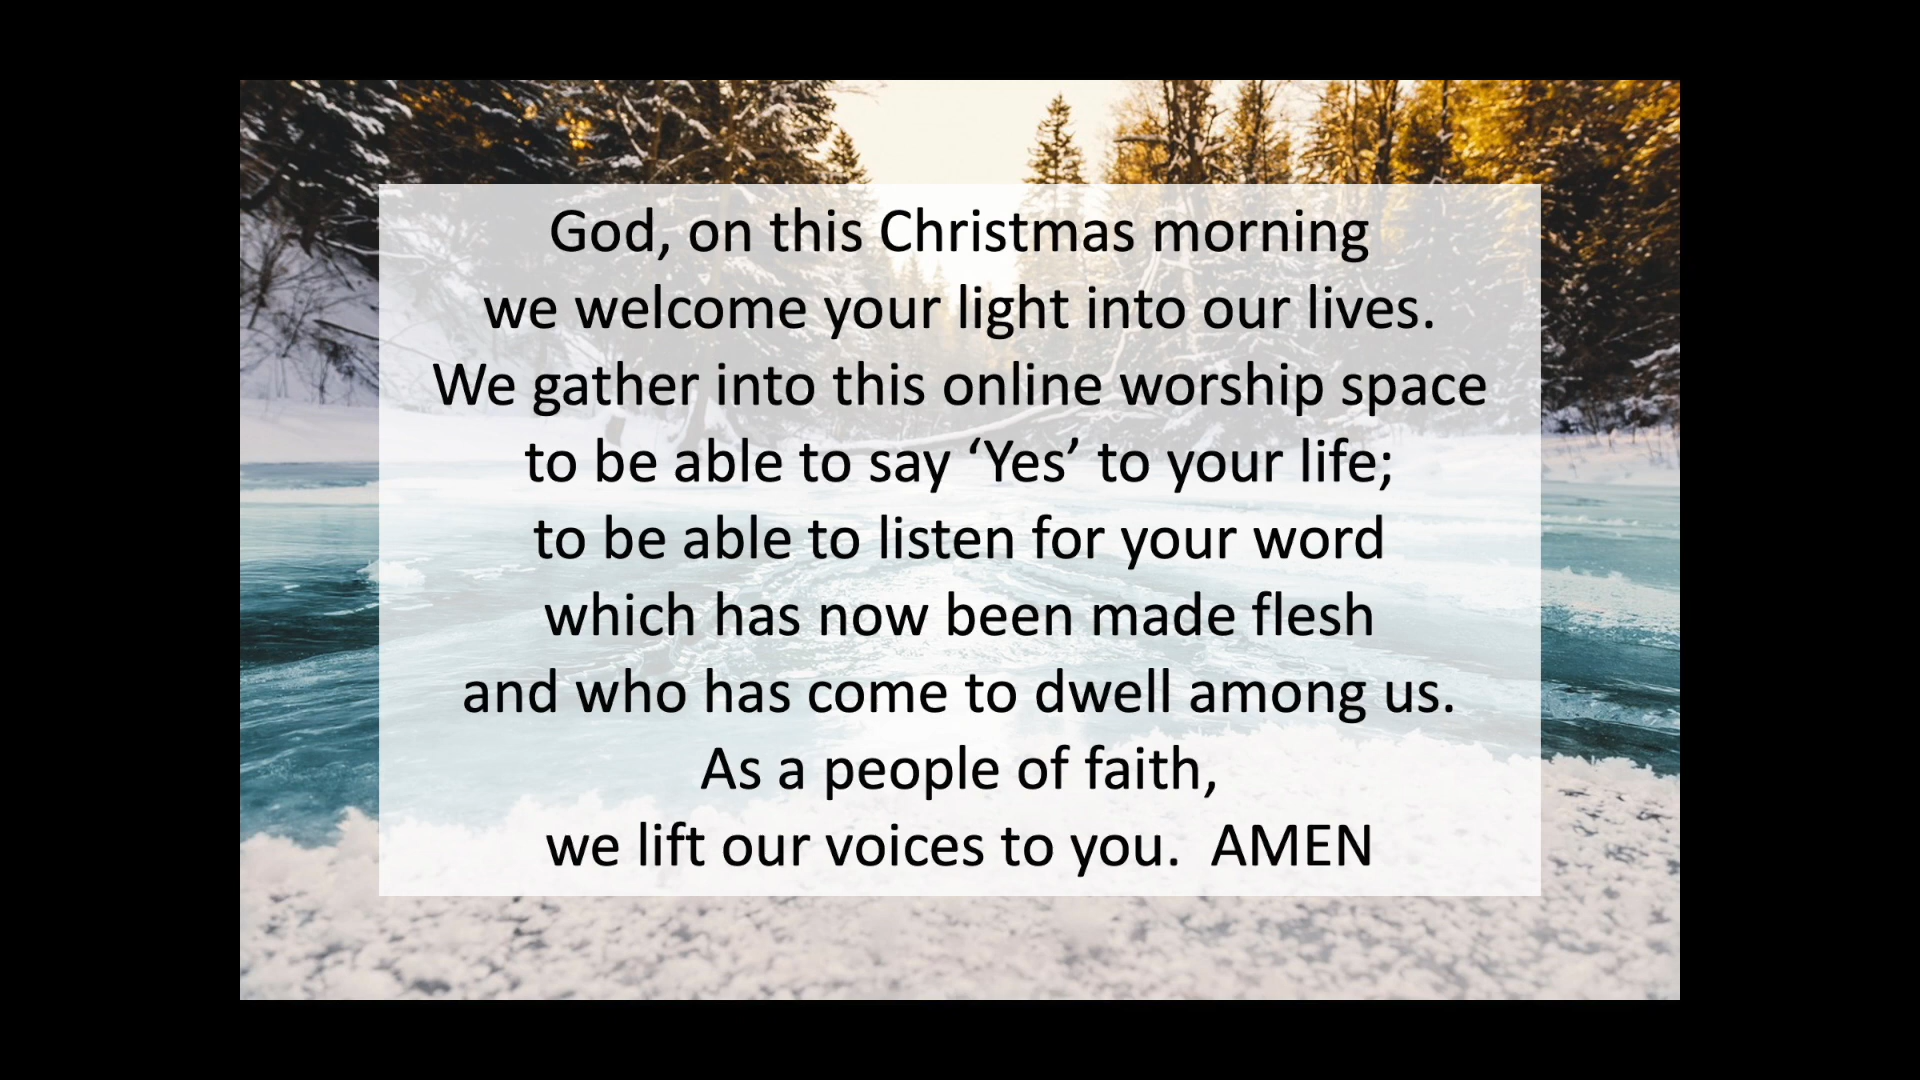 God, on this Christmas morning
we welcome your light into our lives.
We gather into this online worship space
to be able to say ‘Yes’ to your life;
to be able to listen for your word
which has now been made flesh
and who has come to dwell among us.
As a people of faith,
we lift our voices to you.  AMEN